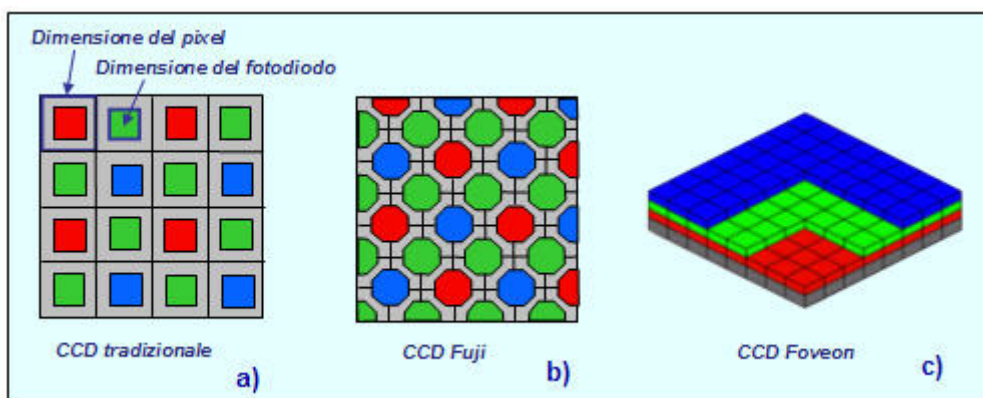 Dimensione del pixel
Dimensione del fotodiodo
CCD tradizionale
a)
CCD Fuji
b)
CCD Foveon
c)